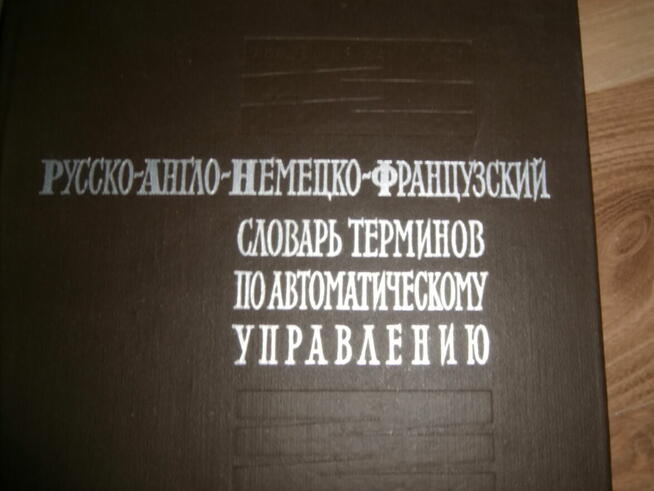 Русско-Англо-Немецко-Французский
СЛОВАРЬ ТЕРМИНОВ
ПО АВТОМАТИЧЕСКОМУ
УПРАВЛЕНИЮ